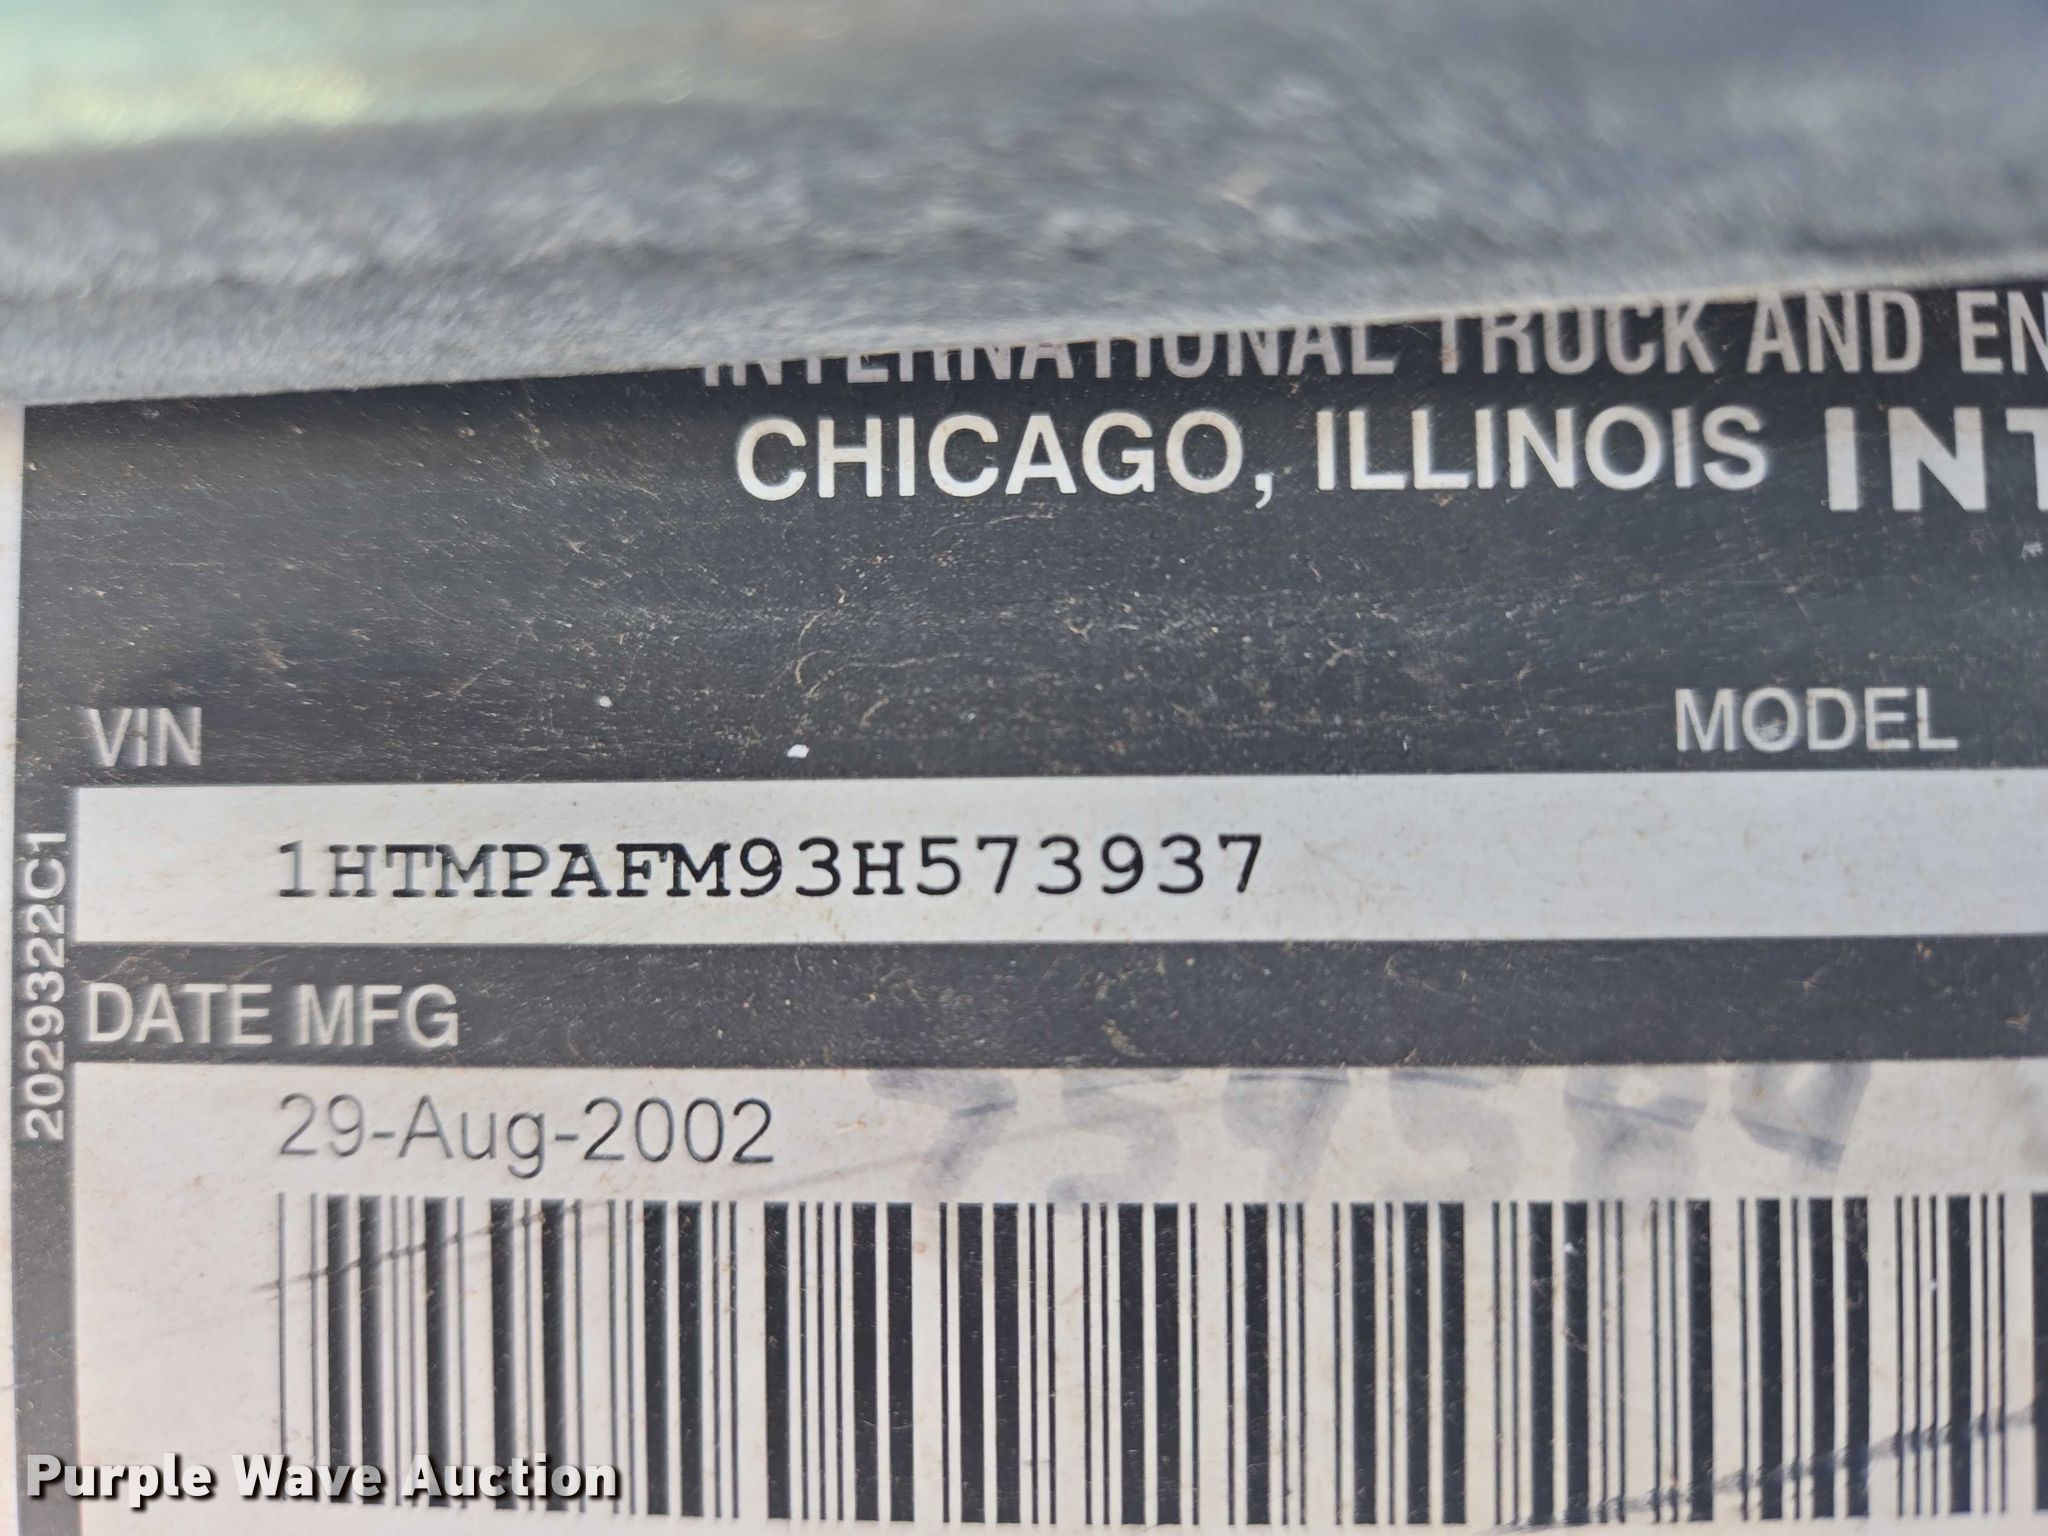 INTERNATIONAL TRUCK AND EN
CHICAGO, ILLINOIS INT
VIN
MODEL
1HTMPAFM93H573937
2029322C1
DATE MFG
29-Aug-2002
Purple Wave Auction